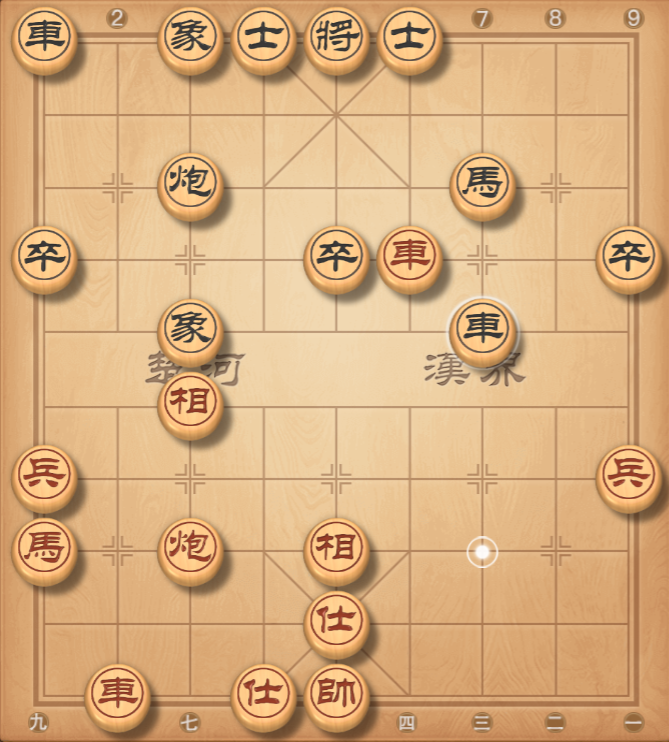 2 7 8 9
車 象 士 將 士
炮 馬
卒 卒 車 卒
象 車
楚河 漢界
相
兵 兵
馬 炮 相
仕
車 仕 帥
九 七 四 三 二 一